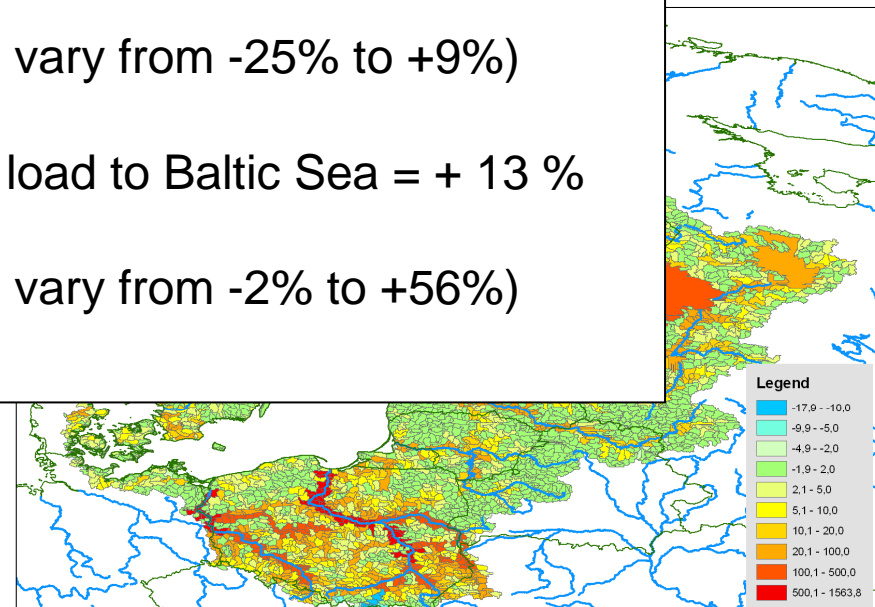 vary from -25% to +9%)
load to Baltic Sea = + 13 %
vary from -2% to +56%)
Legend
-17,9 - -10,0
-9,9 - -5,0
-4,9 - -2,0
-1,9 - 2,0
2,1 - 5,0
5,1 - 10,0
10,1 - 20,0
20,1 - 100,0
100,1 - 500,0
500,1 - 1563,8